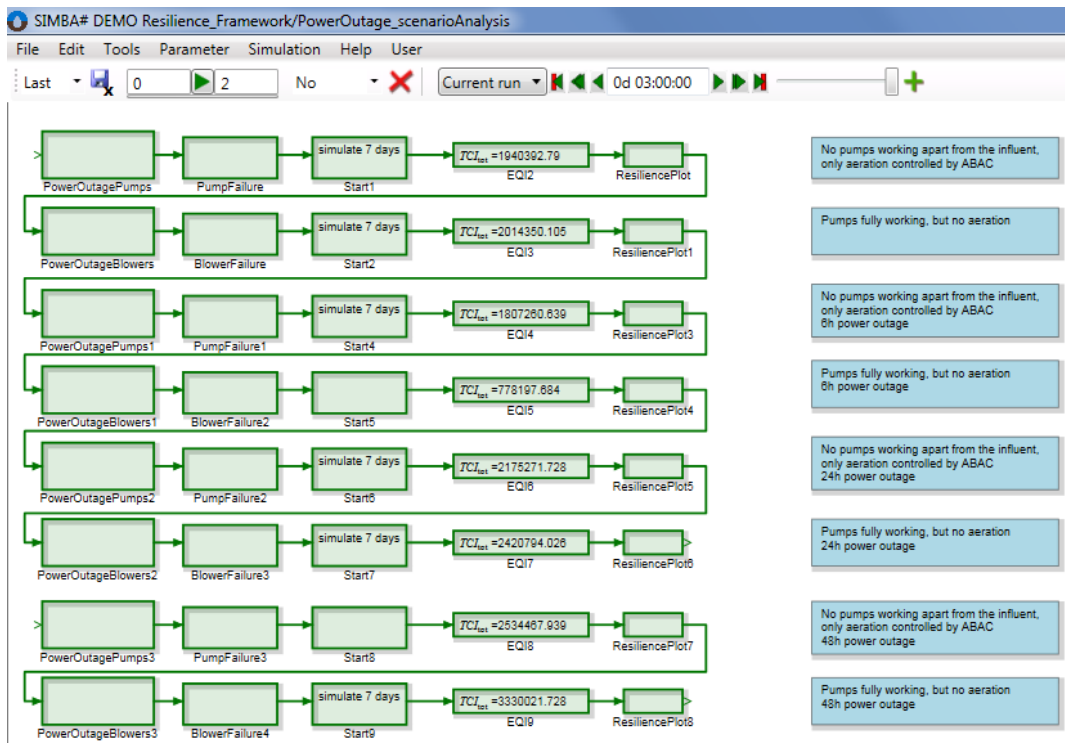 SIMBA# DEMO Resilience_Framework/PowerOutage_scenarioAnalysis
File Edit Tools Parameter Simulation Help User
Last 0 2 No Current run 0d 03:00:00
simulate 7 days
TCI_tot =1940392.79
PowerOutagePumps PumpFailure Start1 EQI2 ResiliencePlot
No pumps working apart from the influent,
only aeration controlled by ABAC
simulate 7 days
TCI_tot =2014350.105
PowerOutageBlowers BlowerFailure Start2 EQI3 ResiliencePlot1
Pumps fully working, but no aeration
simulate 7 days
TCI_tot =1807260.639
PowerOutagePumps1 PumpFailure1 Start4 EQI4 ResiliencePlot3
No pumps working apart from the influent,
only aeration controlled by ABAC
6h power outage
TCI_tot =778197.684
PowerOutageBlowers1 BlowerFailure2 Start5 EQI5 ResiliencePlot4
Pumps fully working, but no aeration
6h power outage
simulate 7 days
TCI_tot =2175271.728
PowerOutagePumps2 PumpFailure2 Start6 EQI6 ResiliencePlot5
No pumps working apart from the influent,
only aeration controlled by ABAC
24h power outage
simulate 7 days
TCI_tot =2420794.026
PowerOutageBlowers2 BlowerFailure3 Start7 EQI7 ResiliencePlot6
Pumps fully working, but no aeration
24h power outage
TCI_tot =2534467.939
PowerOutagePumps3 PumpFailure3 Start8 EQI8 ResiliencePlot7
No pumps working apart from the influent,
only aeration controlled by ABAC
48h power outage
simulate 7 days
TCI_tot =3330021.728
PowerOutageBlowers3 BlowerFailure4 Start9 EQI9 ResiliencePlot8
Pumps fully working, but no aeration
48h power outage